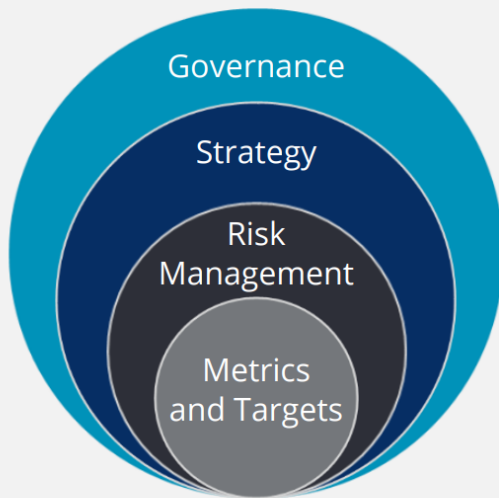 Governance
Strategy
Risk
Management
Metrics
and Targets